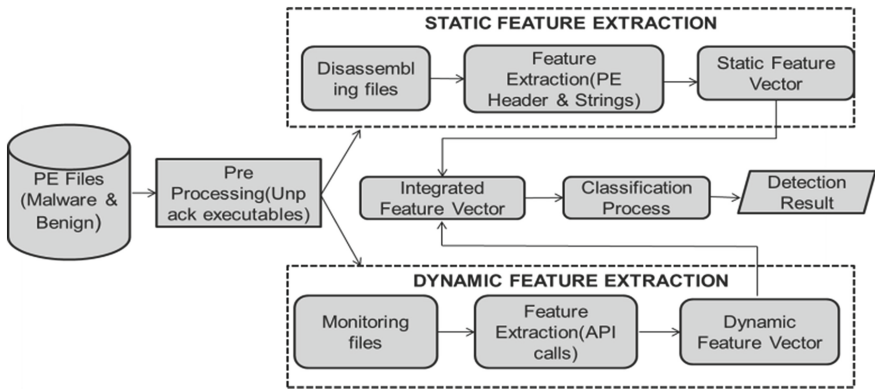 STATIC FEATURE EXTRACTION
Disassembl
ing files
Feature
Extraction(PE
Header & Strings)
Static Feature
Vector
PE Files
(Malware &
Benign)
Pre
Processing(Unp
ack executables)
Integrated
Feature Vector
Classification
Process
Detection
Result
DYNAMIC FEATURE EXTRACTION
Monitoring
files
Feature
Extraction(API
calls)
Dynamic
Feature Vector